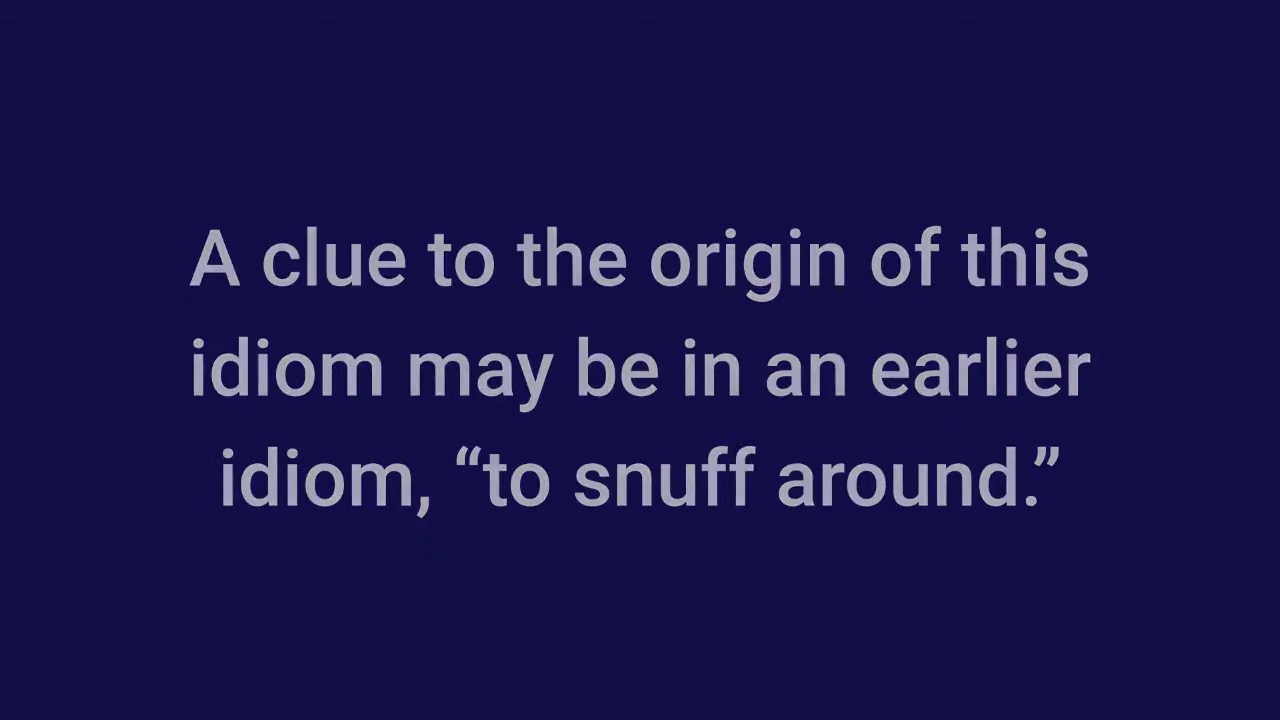 A clue to the origin of this
idiom may be in an earlier
idiom, “to snuff around.”